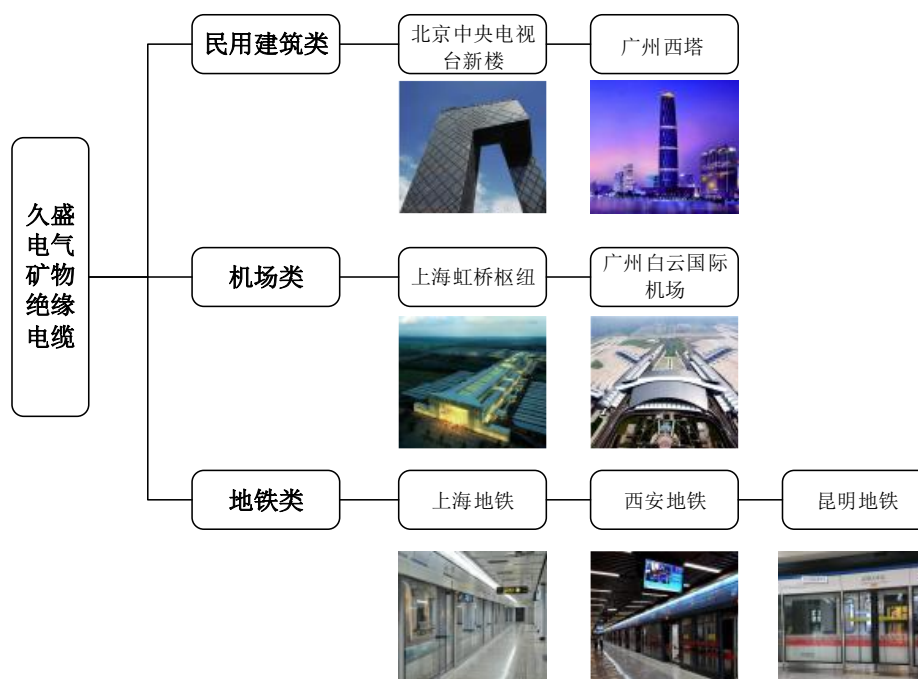 民用建筑类
北京中央电视
台新楼
广州西塔
久盛
电气
矿物
绝缘
电缆
机场类
上海虹桥枢纽
广州白云国际
机场
地铁类
上海地铁
西安地铁
昆明地铁